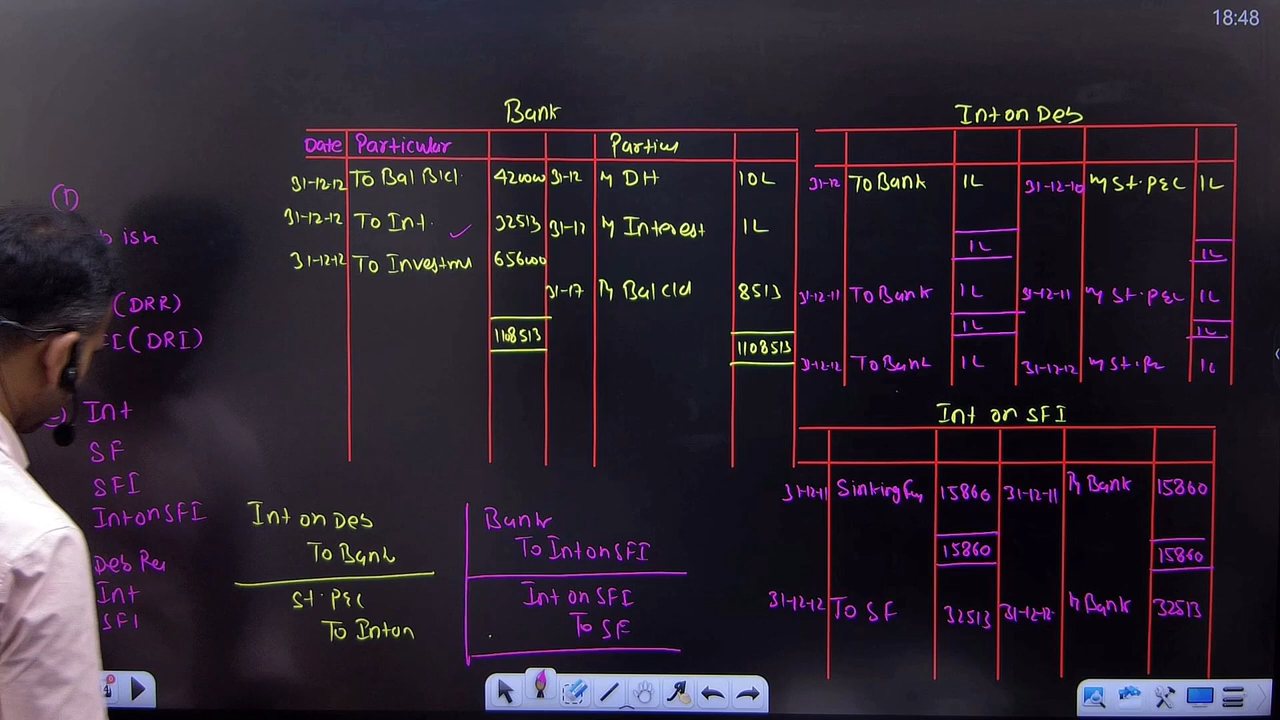 18:48
Bank
Date Particular Particu
31-12-12 To Bal B/d. 420000 31-12 By DH 10L
31-12-12 To Int. 32513 31-12 By Interest 1L
31-12-12 To Investmn 656000
31-12 By Bal C/d 8513
1108513 1108513
Int on Deb
31-12 To Bank 1L 31-12-10 By St. P&L 1L
1L 1L
31-12-11 To Bank 1L 31-12-11 By St. P&L 1L
1L 1L
31-12-12 To Bank 1L 31-12-12 By St. Pl 1L
Int on SFI
31-12-11 Sinking Fun 15860 31-12-11 By Bank 15860
15860 15860
31-12-12 To SF 32513 31-12-12 By Bank 32513
(1)
ish
(DRR)
I (DRI)
Int
SF
SFI
Int on SFI
Deb Re
Int
SFI
Int on Deb
To Bank
St. P&L
To Int on
Bank
To Int on SFI
Int on SFI
To SF